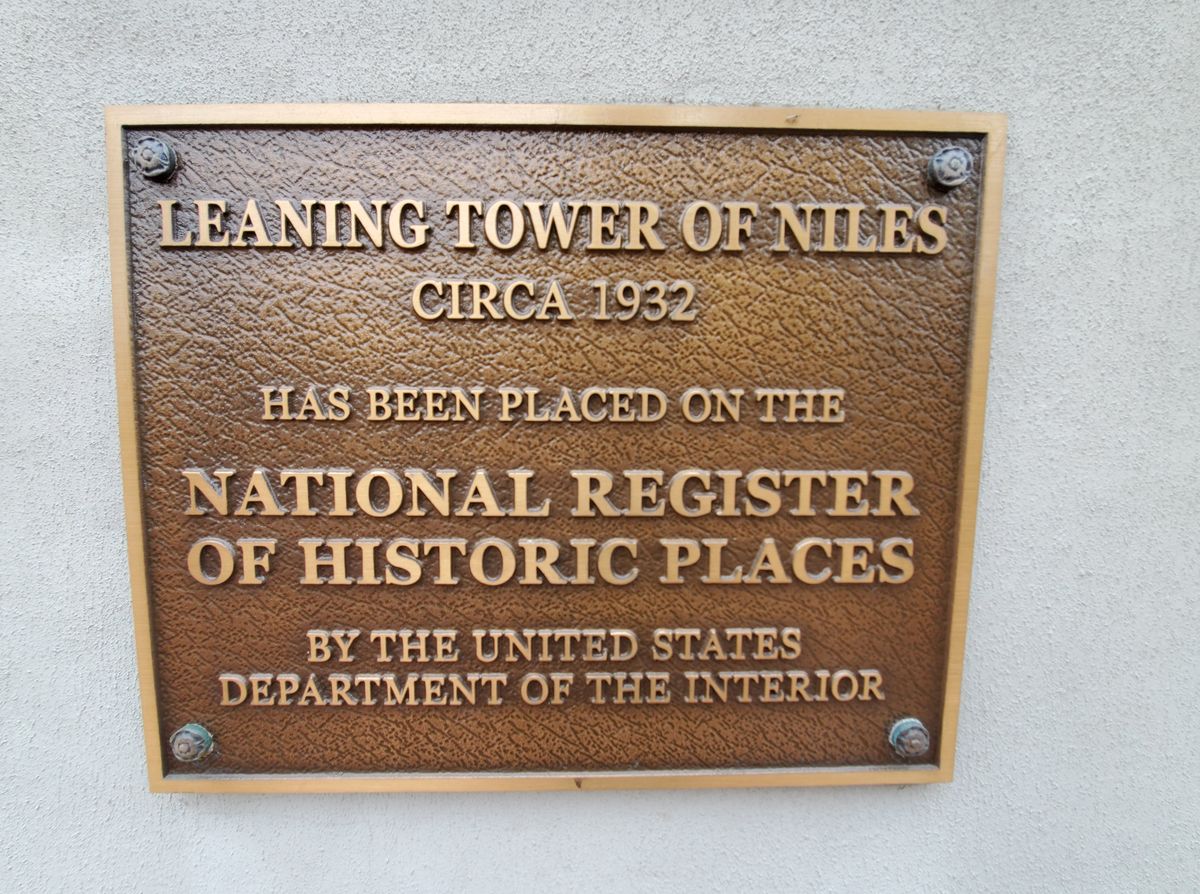 LEANING TOWER OF NILES
CIRCA 1932
HAS BEEN PLACED ON THE
NATIONAL REGISTER
OF HISTORIC PLACES
BY THE UNITED STATES
DEPARTMENT OF THE INTERIOR